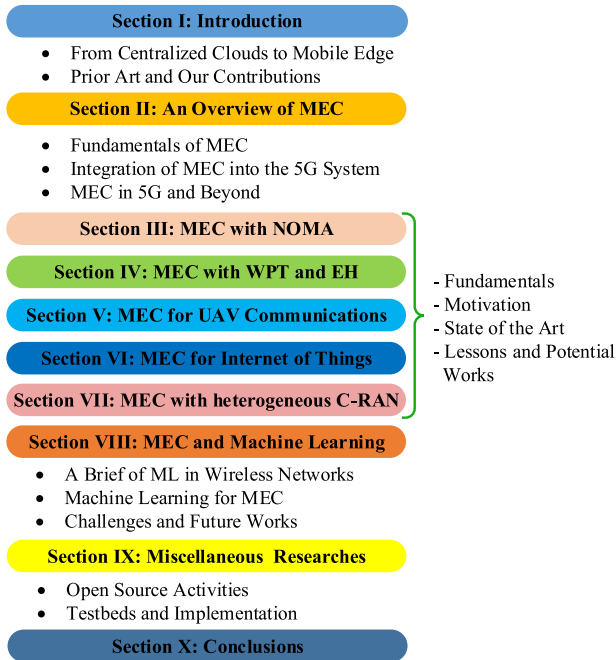 Section I: Introduction
• From Centralized Clouds to Mobile Edge
• Prior Art and Our Contributions
Section II: An Overview of MEC
• Fundamentals of MEC
• Integration of MEC into the 5G System
• MEC in 5G and Beyond
Section III: MEC with NOMA
Section IV: MEC with WPT and EH
Section V: MEC for UAV Communications
Section VI: MEC for Internet of Things
Section VII: MEC with heterogeneous C-RAN
- Fundamentals
- Motivation
- State of the Art
- Lessons and Potential
Works
Section VIII: MEC and Machine Learning
• A Brief of ML in Wireless Networks
• Machine Learning for MEC
• Challenges and Future Works
Section IX: Miscellaneous Researches
• Open Source Activities
• Testbeds and Implementation
Section X: Conclusions